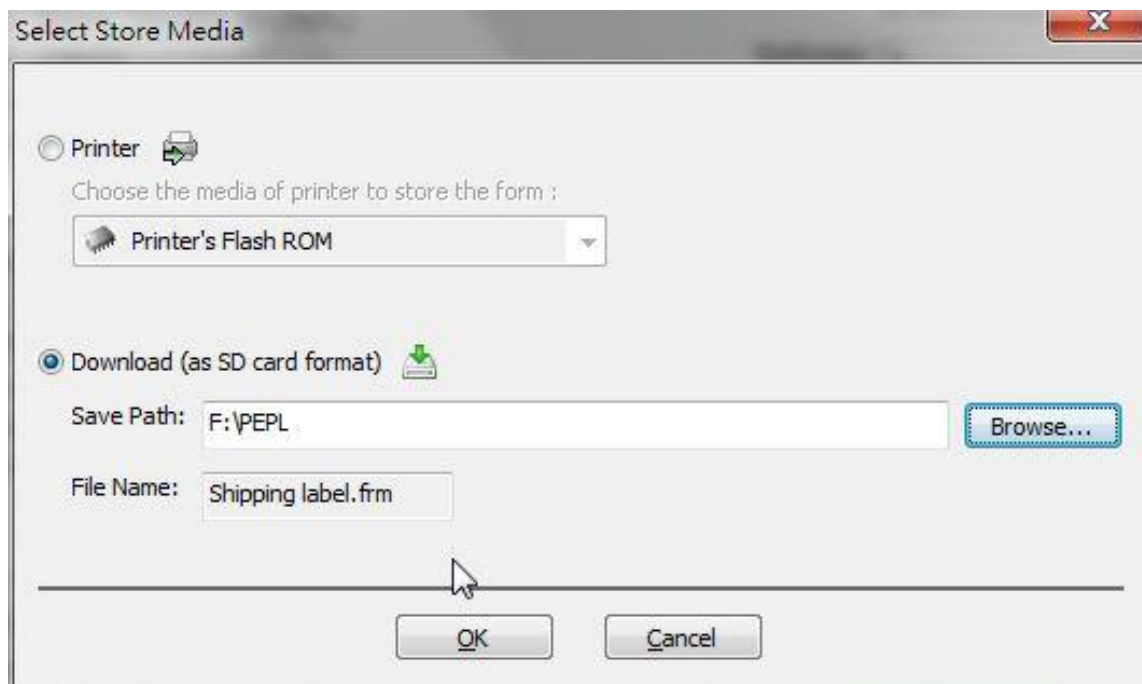 Select Store Media
Printer
Choose the media of printer to store the form :
Printer's Flash ROM
Download (as SD card format)
Save Path: F:\PEPL Browse...
File Name: Shipping label.frm
OK Cancel